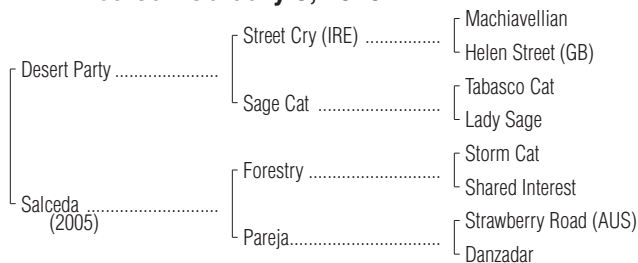 Machiavellian
Street Cry (IRE) ..................
Helen Street (GB)
Desert Party .........................
Tabasco Cat
Sage Cat ..............................
Lady Sage
Storm Cat
Forestry ................................
Shared Interest
Salceda ................................
(2005)
Strawberry Road (AUS)
Pareja.....................................
Danzadar